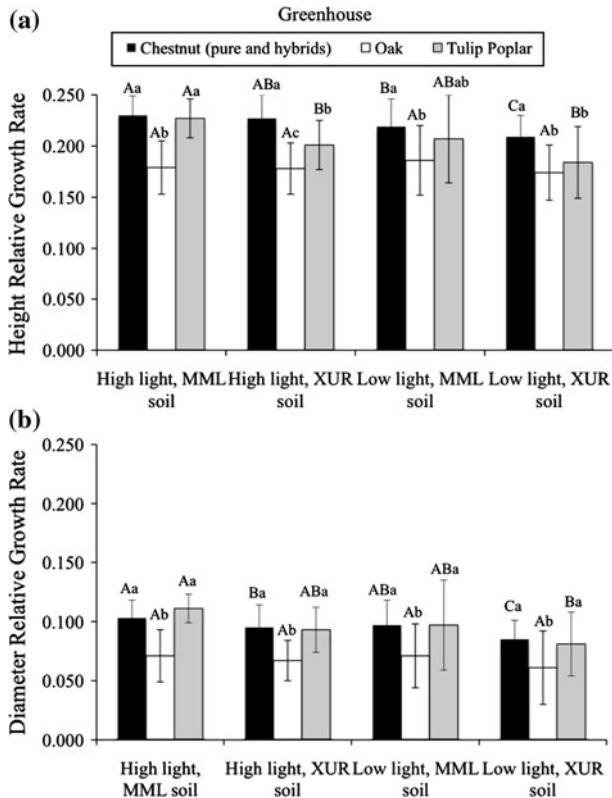 Greenhouse
(a)
Chestnut (pure and hybrids) Oak Tulip Poplar
Height Relative Growth Rate
0.250
0.200
0.150
0.100
0.050
0.000
Aa Ab Aa ABa Ac Bb Ba Ab ABab Ca Ab Bb
High light, MML High light, XUR Low light, MML Low light, XUR
soil soil soil soil
(b)
Diameter Relative Growth Rate
0.250
0.200
0.150
0.100
0.050
0.000
Aa Ab Aa Ba Ab ABa ABa Ab ABa Ca Ab Ba
High light, High light, XUR Low light, MML Low light, XUR
MML soil soil soil soil